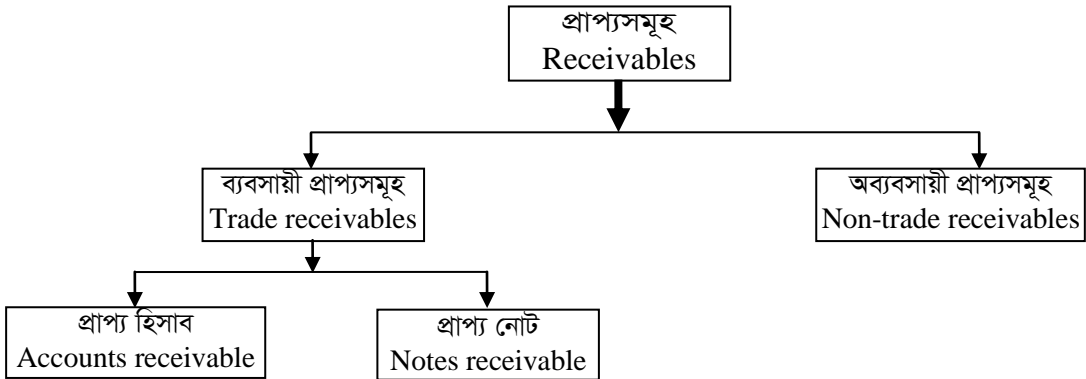 প্রাপ্যসমূহ
Receivables
ব্যবসায়ী প্রাপ্যসমূহ
Trade receivables
অব্যবসায়ী প্রাপ্যসমূহ
Non-trade receivables
প্রাপ্য হিসাব
Accounts receivable
প্রাপ্য নোট
Notes receivable